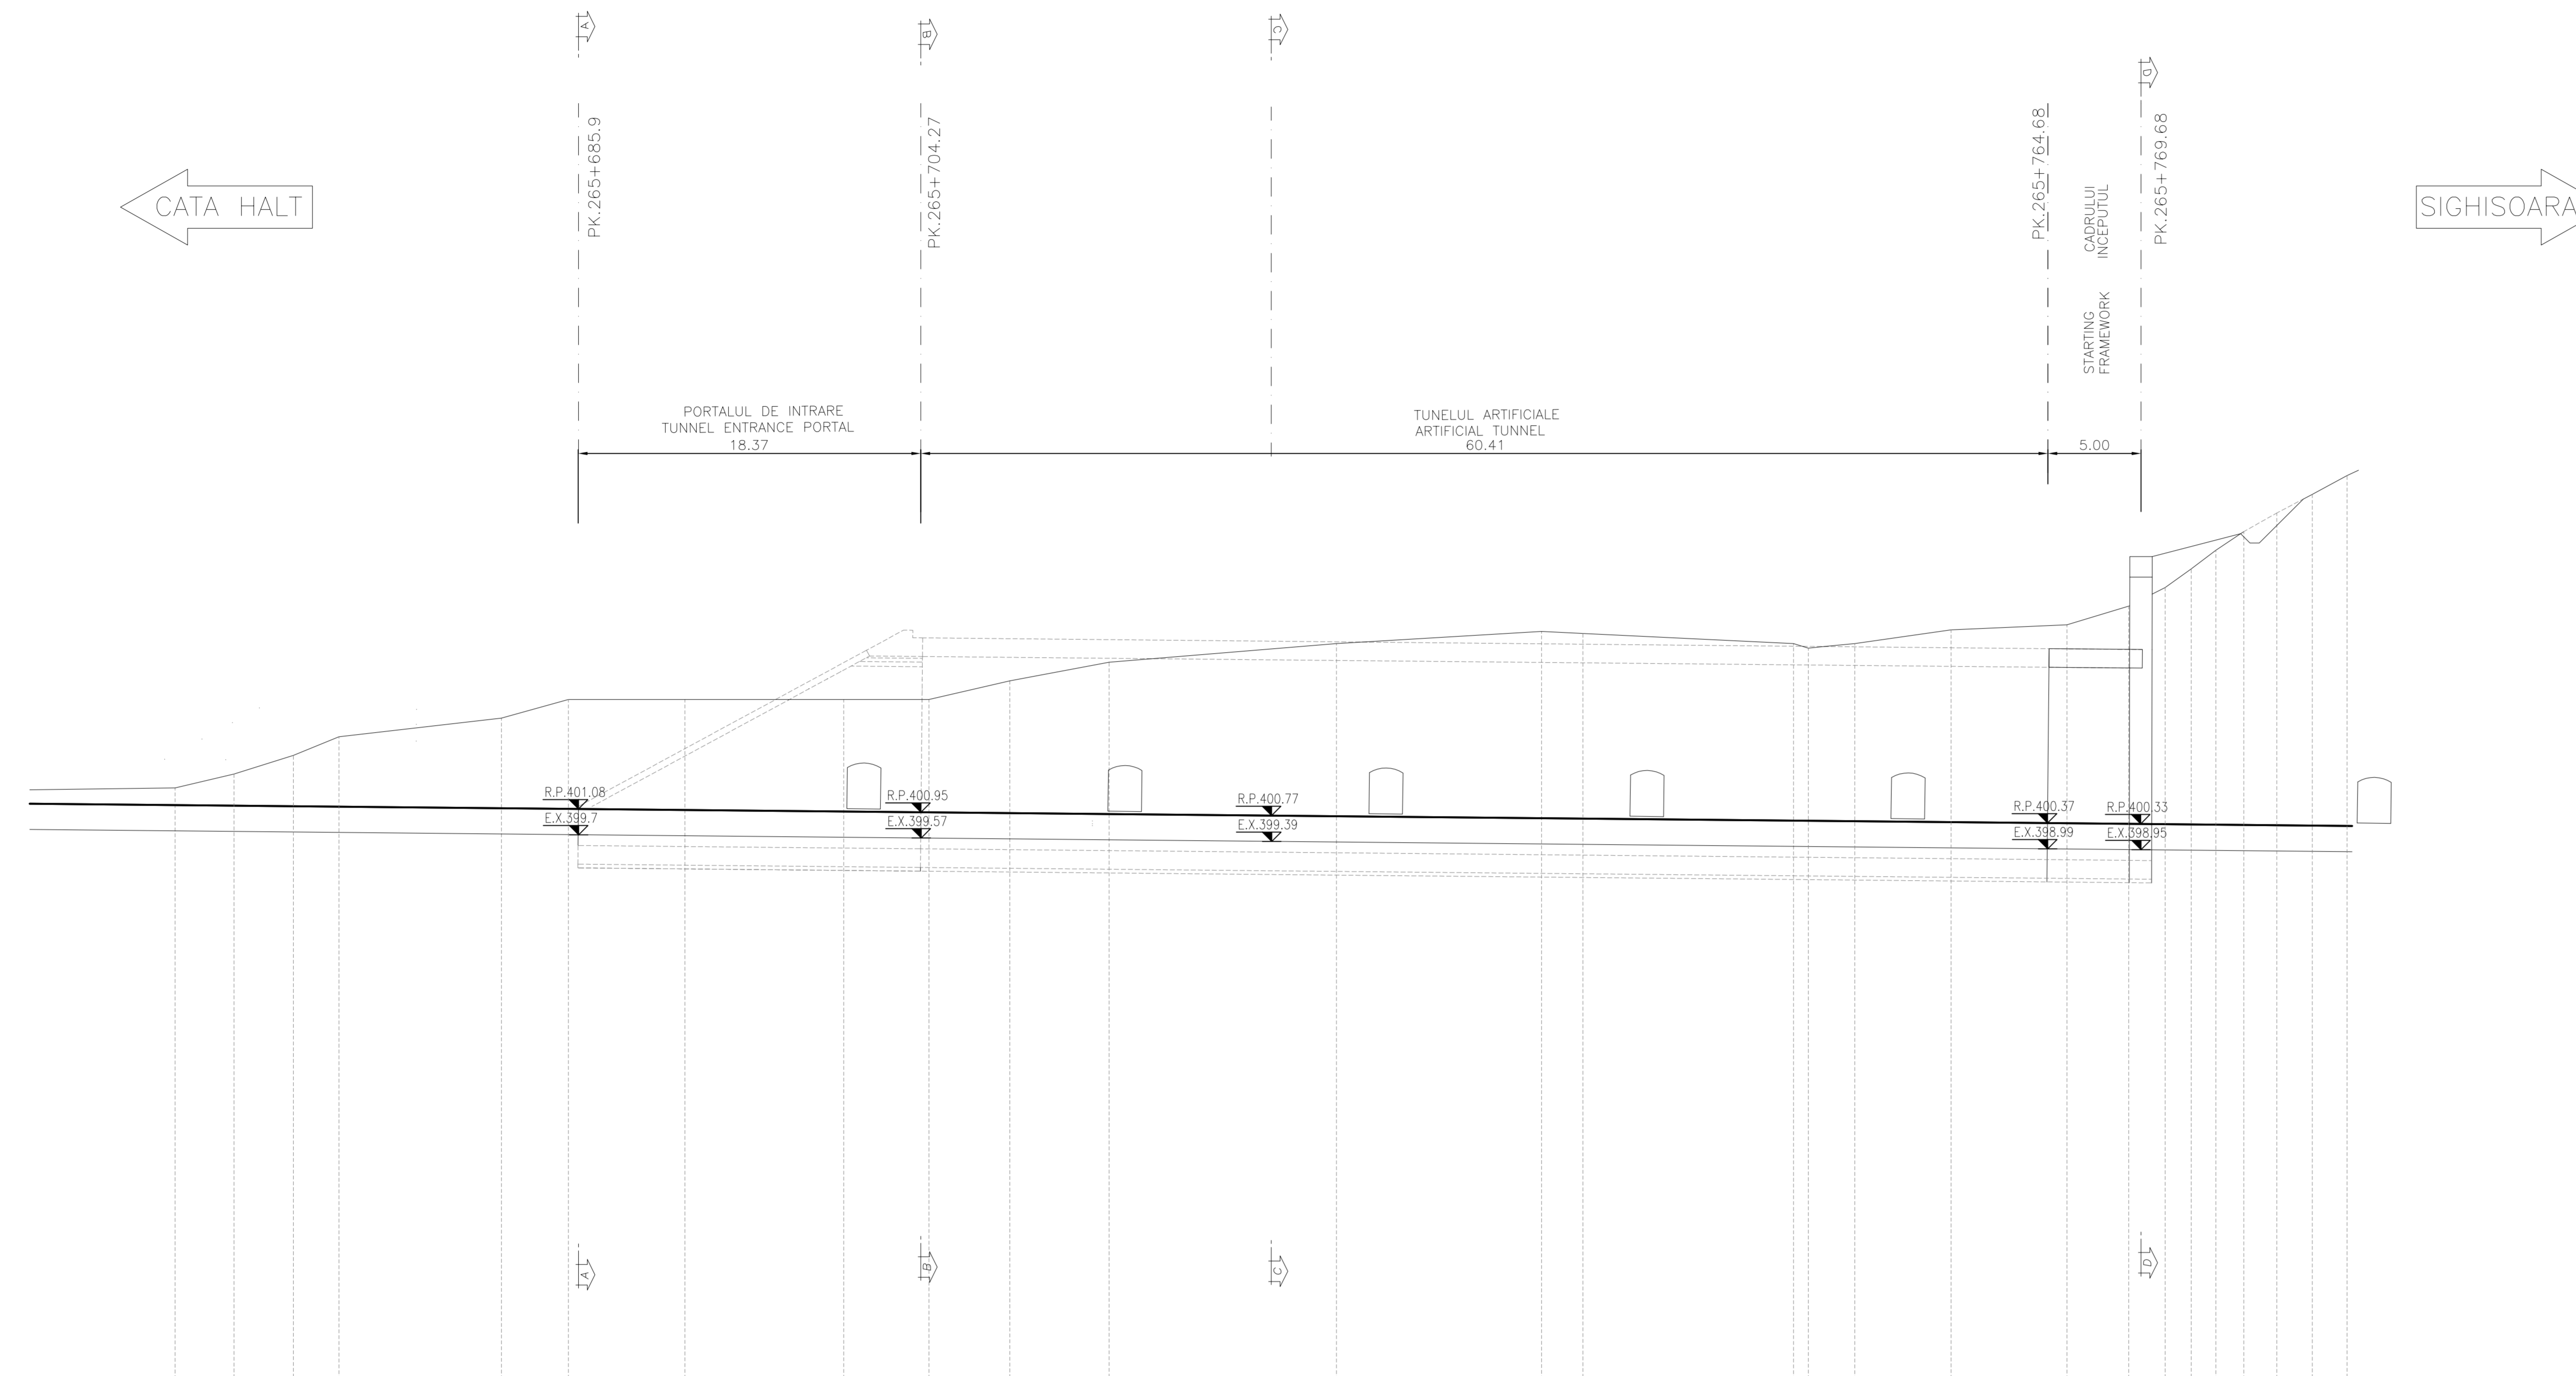 A
B
C
D
PK.265+685.9
PK.265+704.27
PK.265+764.68
PK.265+769.68
CADRULUI
INCEPUTUL
STARTING
FRAMEWORK
CATA HALT
SIGHISOARA
PORTALUL DE INTRARE
TUNNEL ENTRANCE PORTAL
18.37
TUNELUL ARTIFICIALE
ARTIFICIAL TUNNEL
60.41
5.00
R.P.401.08
E.X.399.7
R.P.400.95
E.X.399.57
R.P.400.77
E.X.399.39
R.P.400.37
E.X.398.99
R.P.400.33
E.X.398.95
A
B
C
D